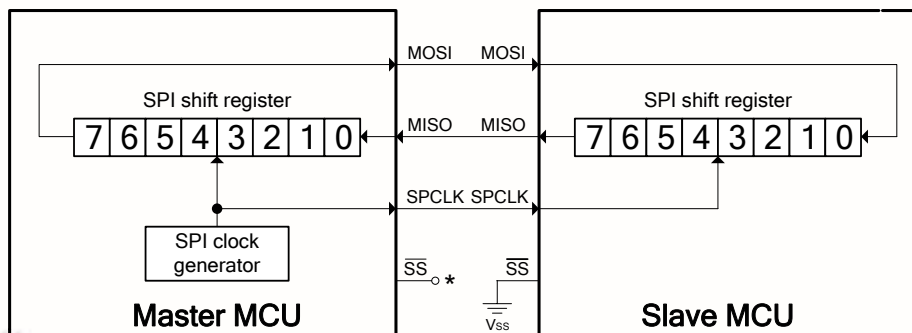 MOSI MOSI
SPI shift register SPI shift register
7 6 5 4 3 2 1 0 MISO MISO 7 6 5 4 3 2 1 0
SPCLK SPCLK
SPI clock
generator
SS * SS
Vss
Master MCU Slave MCU